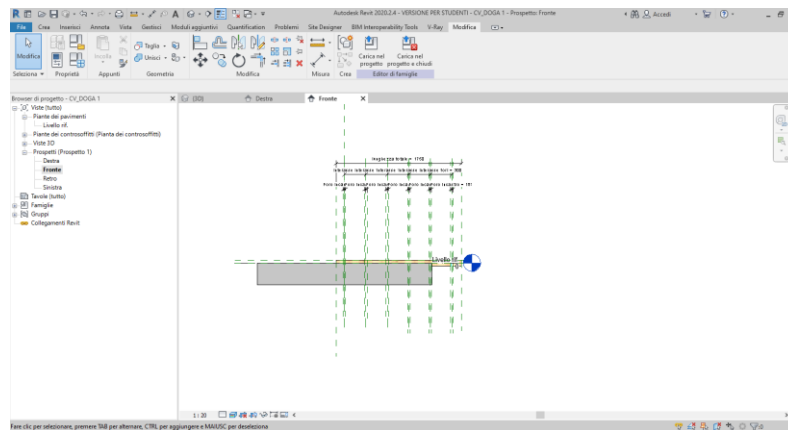 Autodesk Revit 2020.2.4 - VERSIONE PER STUDENTI - CV_DOGA 1 - Prospetto: Fronte
Accedi
File Crea Inserisci Annota Vista Gestisci Moduli aggiuntivi Quantification Problemi Site Designer BIM Interoperability Tools V-Ray Modifica
Modifica
Incolla
Taglia
Unisci
Carica nel progetto
Carica nel progetto e chiudi
Seleziona Proprietà Appunti Geometria Modifica Misura Crea Editor di famiglie
Browser di progetto - CV_DOGA 1
{3D}
Destra
Fronte
Viste (tutto)
Piante dei pavimenti
Livello rif.
Piante dei controsoffitti (Pianta dei controsoffitti)
Viste 3D
Prospetti (Prospetto 1)
Destra
Fronte
Retro
Sinistra
Tavole (tutto)
Famiglie
Gruppi
Collegamenti Revit
Livello rif.
1 : 20
Fare clic per selezionare, premere TAB per alternare, CTRL per aggiungere e MAIUSC per deseleziona